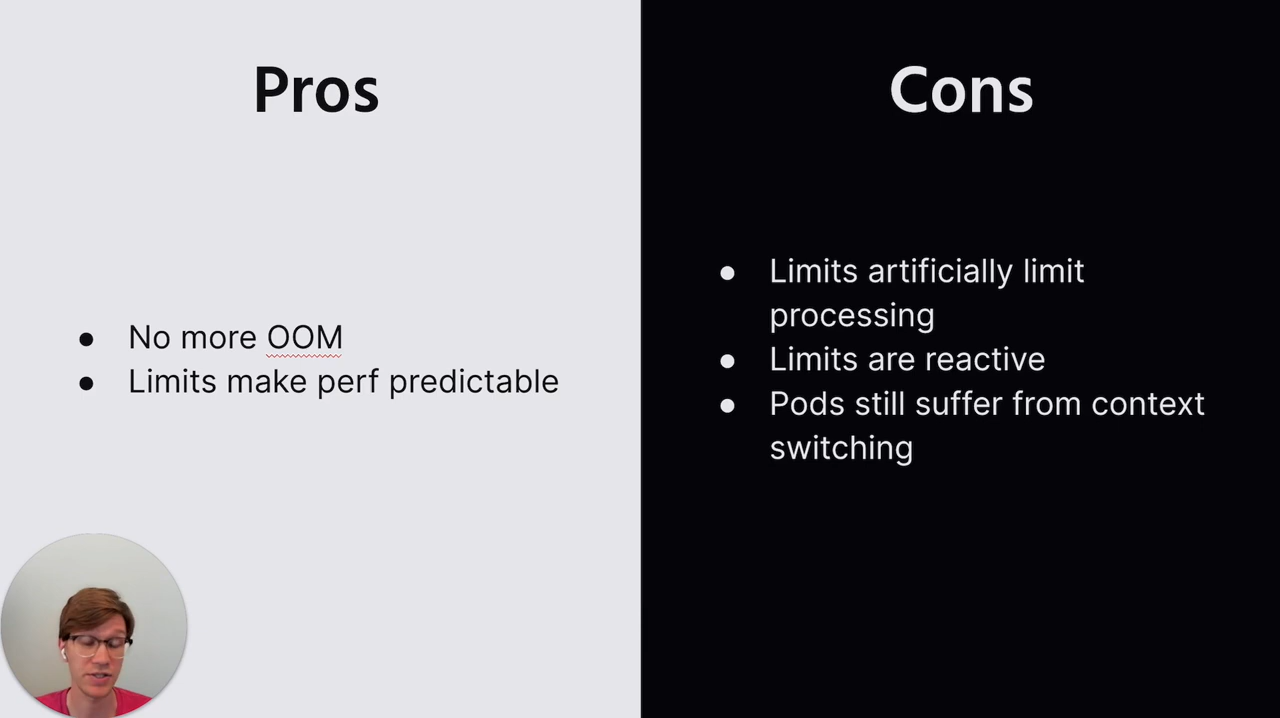 Pros
● No more OOM
● Limits make perf predictable
Cons
● Limits artificially limit
processing
● Limits are reactive
● Pods still suffer from context
switching